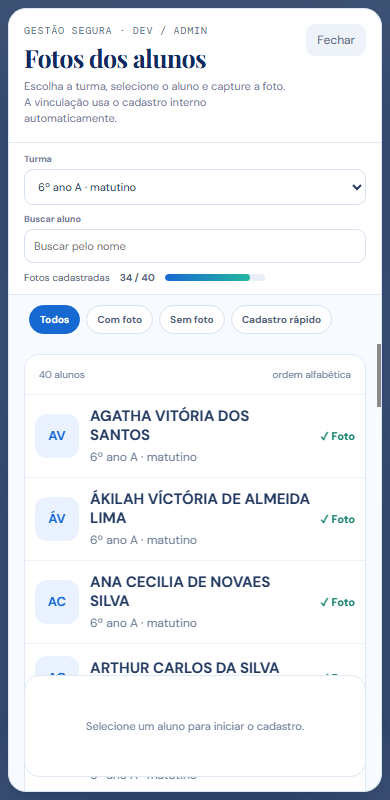 GESTÃO SEGURA · DEV / ADMIN
Fotos dos alunos
Fechar
Escolha a turma, selecione o aluno e capture a foto.
A vinculação usa o cadastro interno
automaticamente.
Turma
6º ano A · matutino
Buscar aluno
Buscar pelo nome
Fotos cadastradas 34 / 40
Todos Com foto Sem foto Cadastro rápido
40 alunos ordem alfabética
AV
AGATHA VITÓRIA DOS
SANTOS
6º ano A · matutino
✓ Foto
ÁV
ÁKILAH VÍCTÓRIA DE ALMEIDA
LIMA
6º ano A · matutino
✓ Foto
AC
ANA CECILIA DE NOVAES
SILVA
6º ano A · matutino
✓ Foto
ARTHUR CARLOS DA SILVA
Selecione um aluno para iniciar o cadastro.